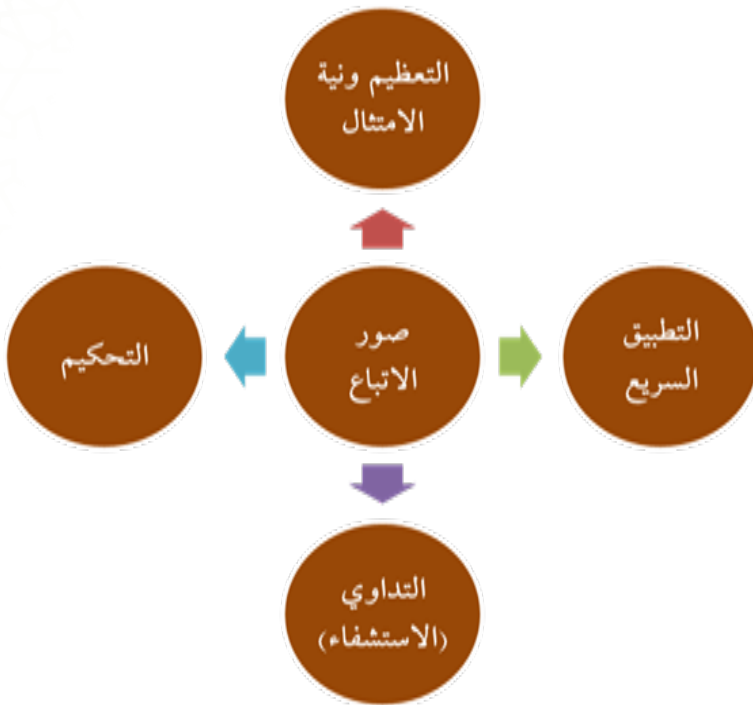 التعظيم ونية
الامتثال
التطبيق
السريع
صور
الاتباع
التحكيم
التداوي
(الاستشفاء)